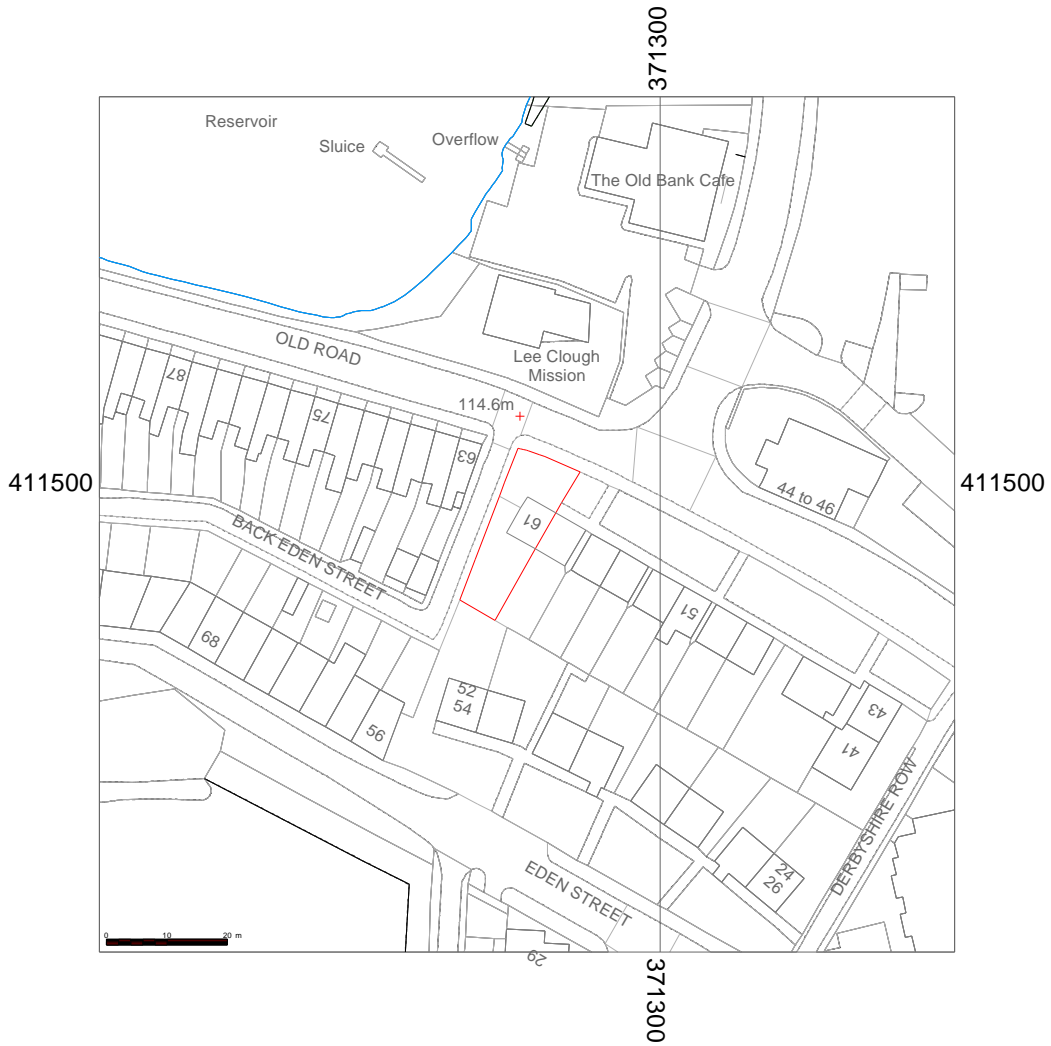 371300
Reservoir
Sluice
Overflow
The Old Bank Cafe
OLD ROAD
Lee Clough
Mission
87
75
114.6m
63
411500
411500
44 to 46
61
BACK EDEN STREET
51
68
52
54
56
43
41
DERBYSHIRE ROW
24
26
EDEN STREET
0
10
20 m
29
371300